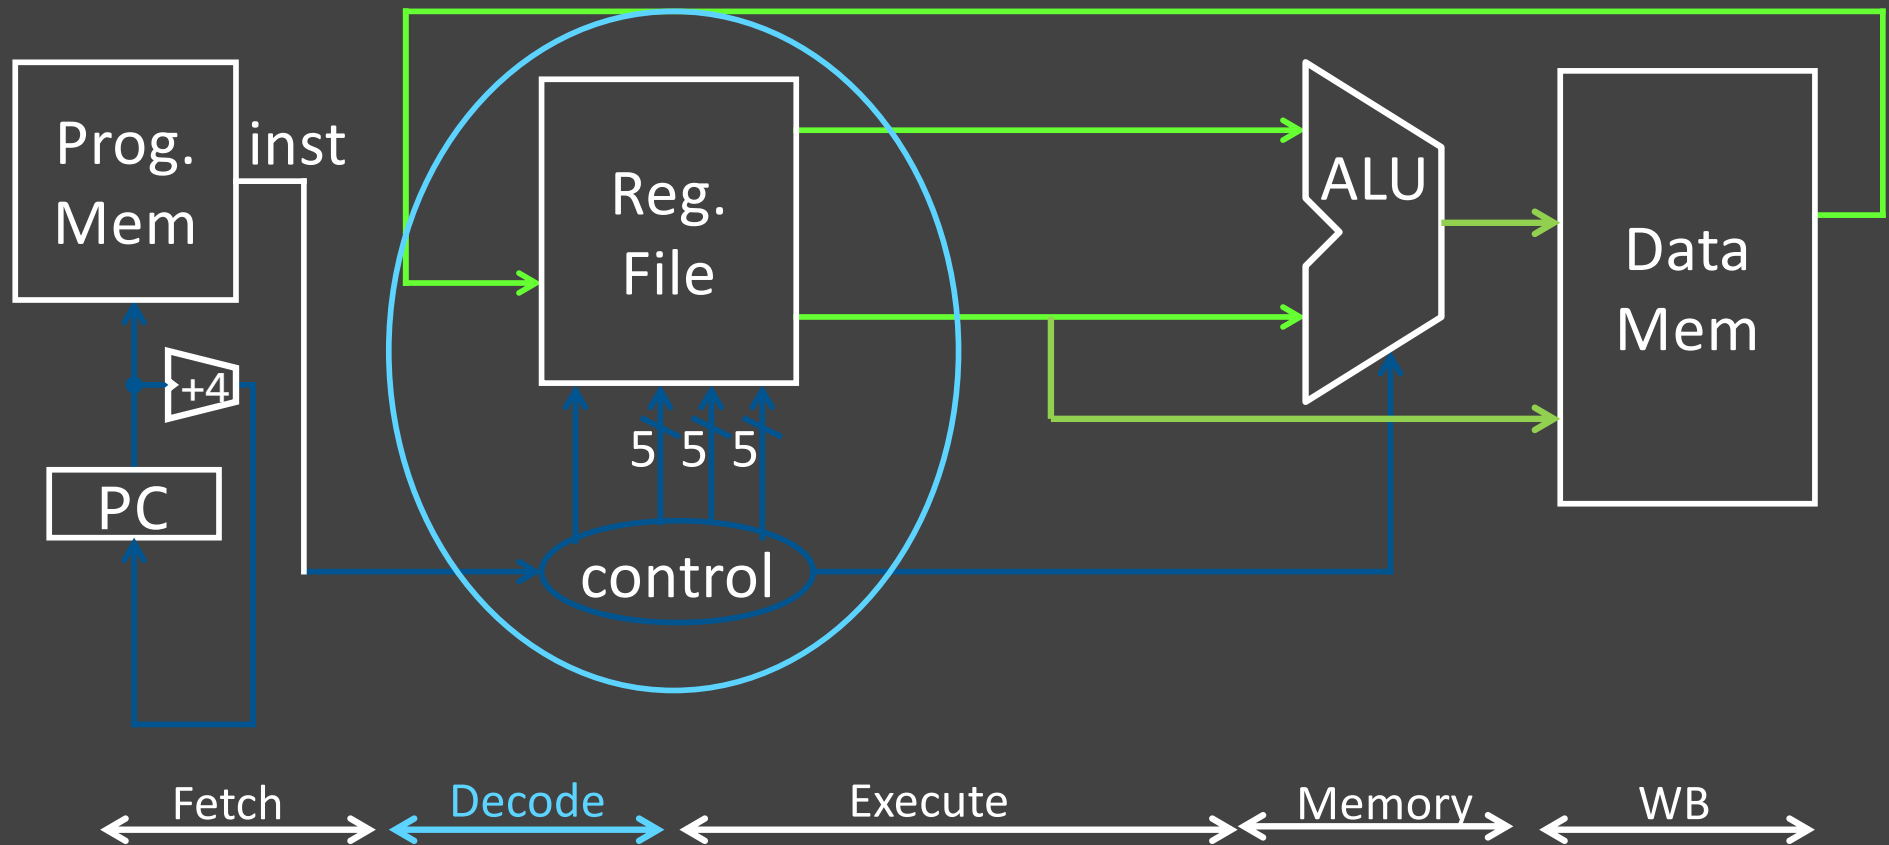 Prog.
Mem
inst
+4
PC
Reg.
File
5 5 5
control
ALU
Data
Mem
Fetch
Decode
Execute
Memory
WB